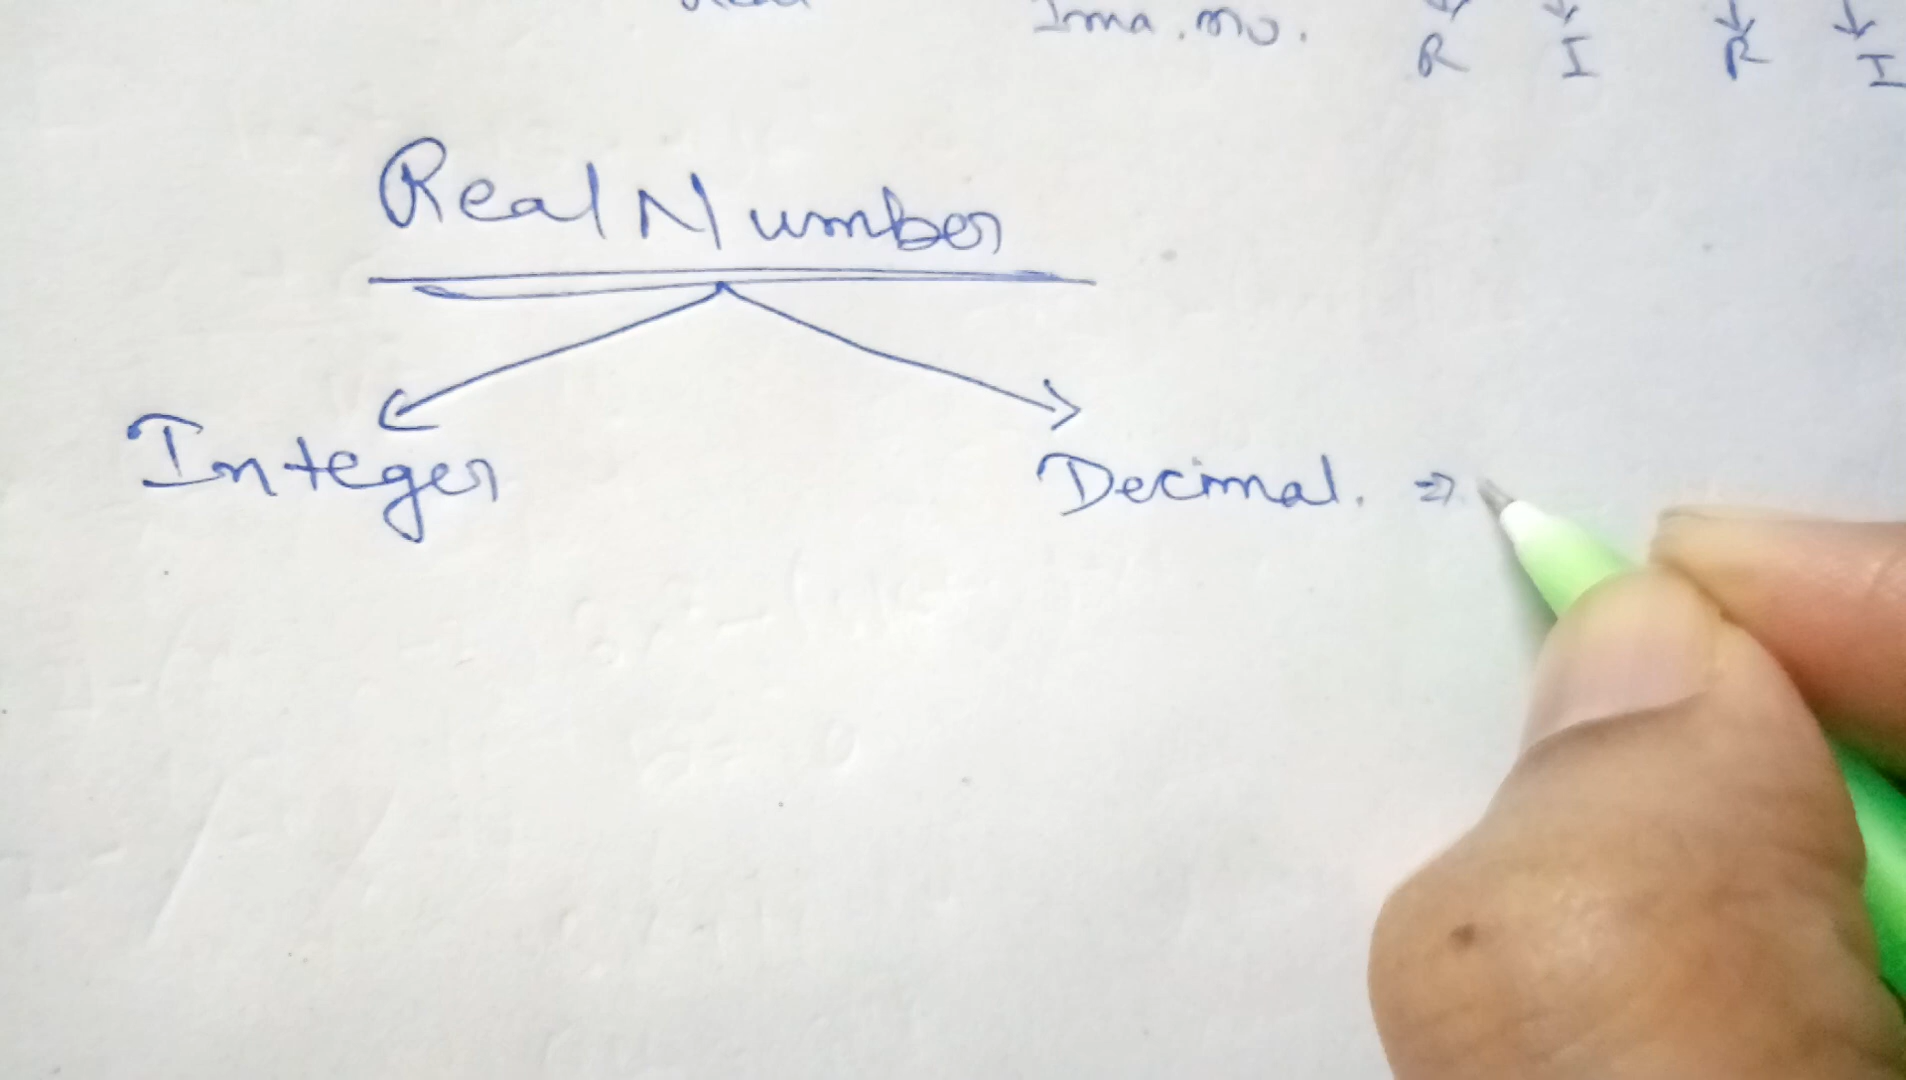 Ima. no. R I R I
Real Number
Integer Decimal. ⇒